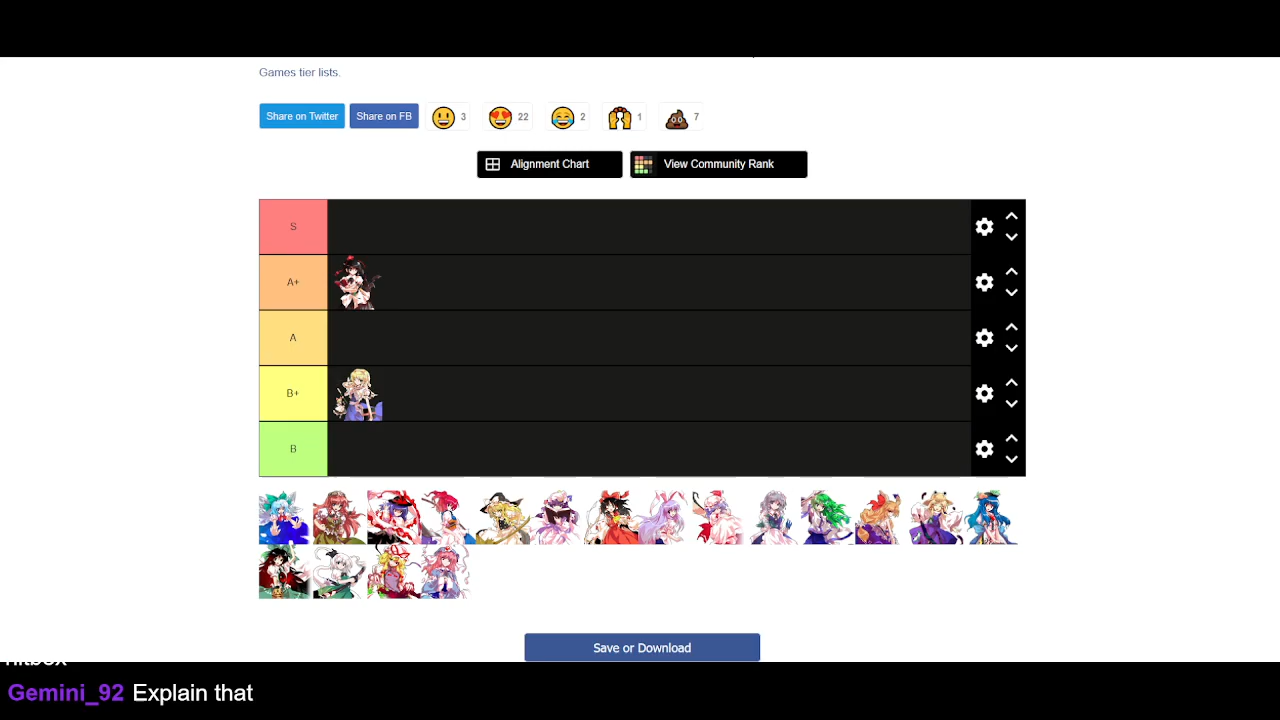 Games tier lists.
Share on Twitter Share on FB 3 22 2 1 7
Alignment Chart View Community Rank
S
A+
A
B+
B
Save or Download
hitbox
Gemini_92 Explain that